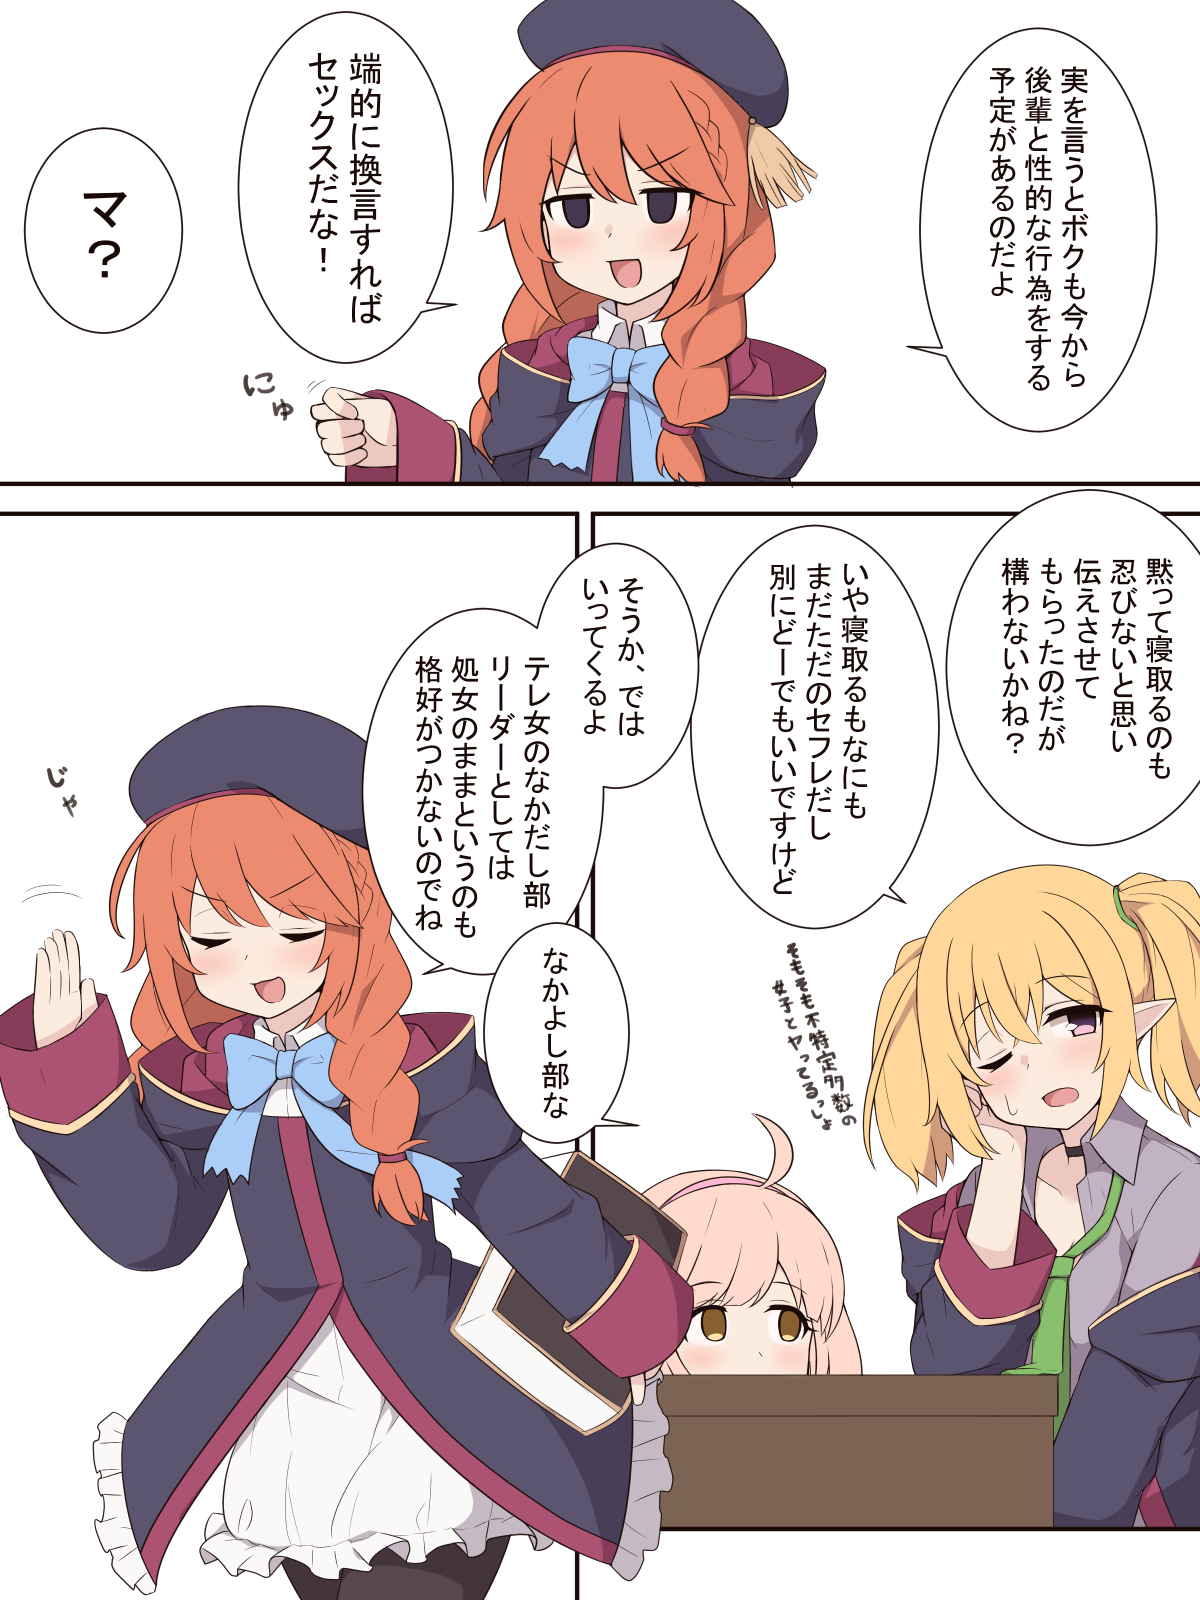 実を言うとボクも今から
後輩と性的な行為をする
予定があるのだよ
端的に換言すれば
セックスだな！
にゅ
マ？
黙って寝取るのも
忍びないと思い
伝えさせて
もらったのだが
構わないかね？
いや寝取るもなにも
まだただのセフレだし
別にどーでもいいですけど
そもそも不特定多数の
女子とヤってるっしょ
そうか、では
いってくるよ
テレ女のなかだし部
リーダーとしては
処女のままというのも
格好がつかないのでね
なかよし部な
じゃ